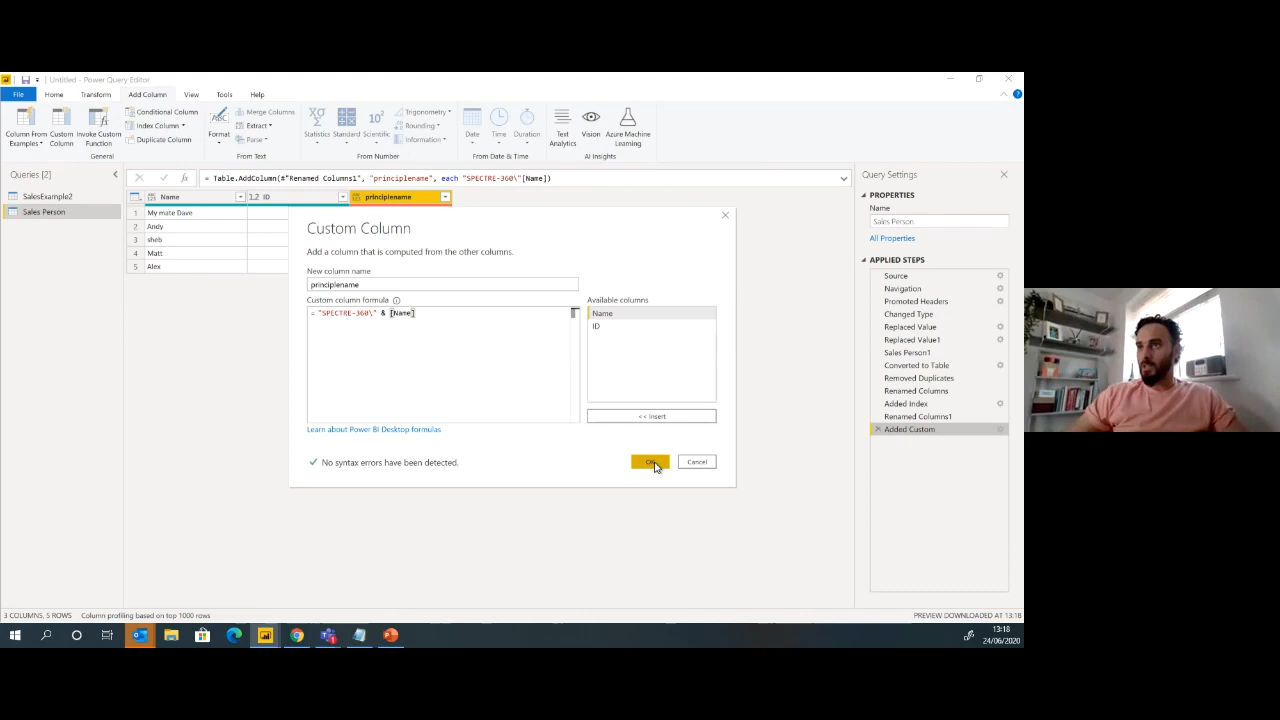 Untitled - Power Query Editor
File Home Transform Add Column View Tools Help
Column From Examples
Custom Column
Invoke Custom Function
Conditional Column
Index Column
Duplicate Column
General
Format
Merge Columns
Extract
Parse
From Text
Statistics
Standard
Scientific
Trigonometry
Rounding
Information
From Number
Date
Time
Duration
From Date & Time
Text Analytics
Vision
Azure Machine Learning
AI Insights
Queries [2]
SalesExample2
Sales Person
= Table.AddColumn(#"Renamed Columns1", "principlename", each "SPECTRE-360\"[Name])
Name 1.2 ID principlename
1 My mate Dave
2 Andy
3 sheb
4 Matt
5 Alex
Custom Column
Add a column that is computed from the other columns.
New column name
principlename
Custom column formula
= "SPECTRE-360\" & [Name]
Available columns
Name
ID
<< Insert
Learn about Power BI Desktop formulas
No syntax errors have been detected.
OK
Cancel
Query Settings
PROPERTIES
Name
Sales Person
All Properties
APPLIED STEPS
Source
Navigation
Promoted Headers
Changed Type
Replaced Value
Replaced Value1
Sales Person1
Converted to Table
Removed Duplicates
Renamed Columns
Added Index
Renamed Columns1
Added Custom
3 COLUMNS, 5 ROWS Column profiling based on top 1000 rows
PREVIEW DOWNLOADED AT 13:18
13:18
24/06/2020